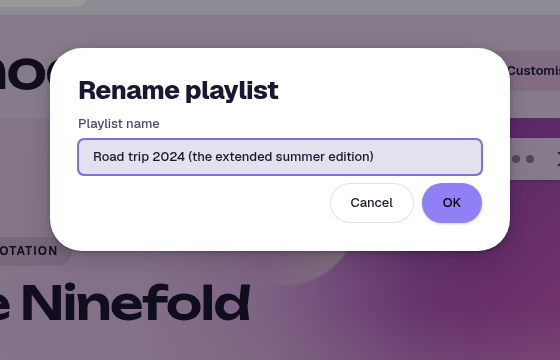 Customis
Rename playlist
Playlist name
Road trip 2024 (the extended summer edition)
Cancel
OK
OTATION
e Ninefold